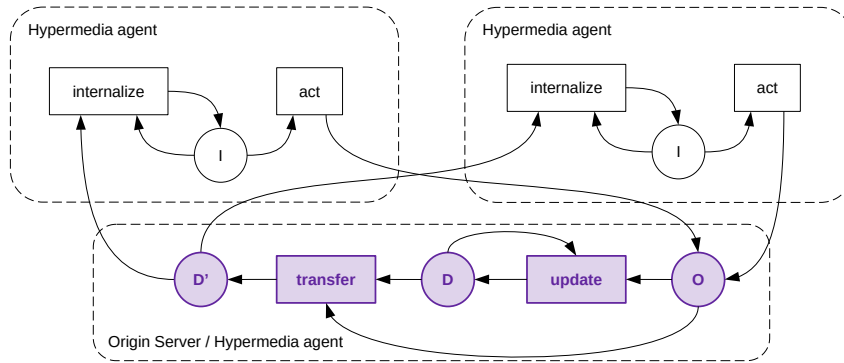 Hypermedia agent
Hypermedia agent
internalize
act
I
internalize
act
I
D'
transfer
D
update
O
Origin Server / Hypermedia agent